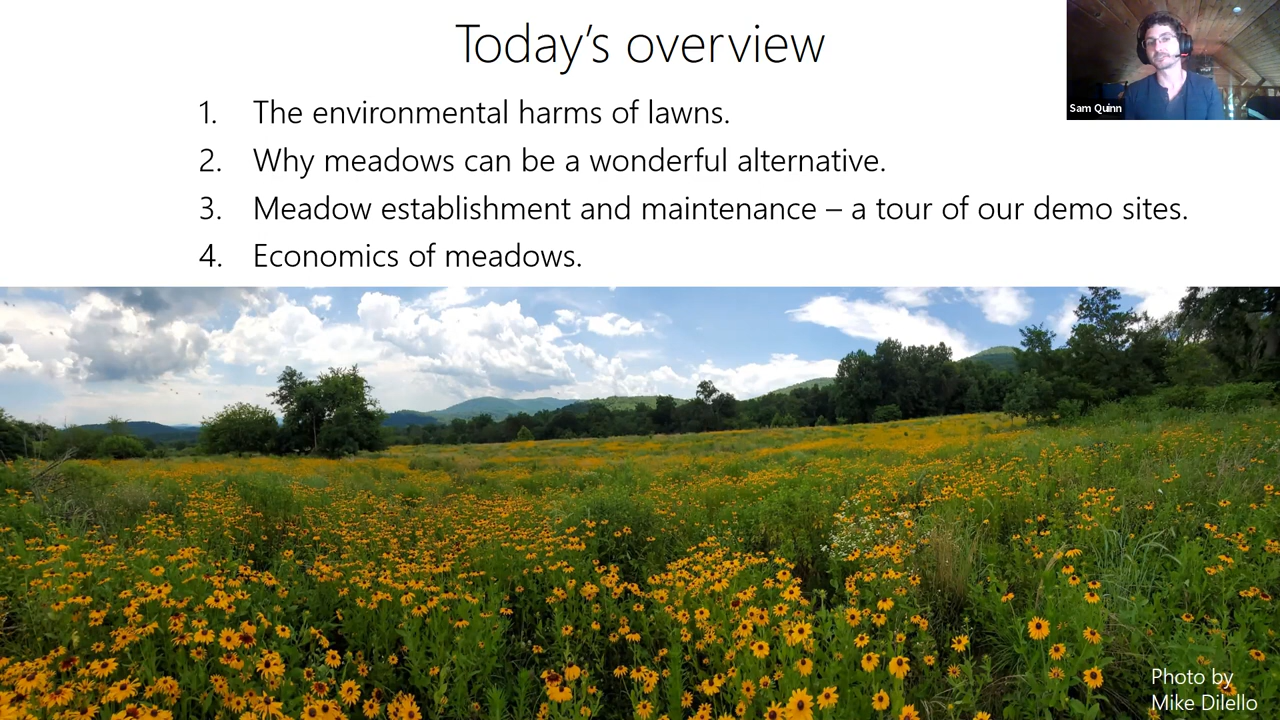 Today's overview
Sam Quinn
1. The environmental harms of lawns.
2. Why meadows can be a wonderful alternative.
3. Meadow establishment and maintenance – a tour of our demo sites.
4. Economics of meadows.
Photo by
Mike Dilello